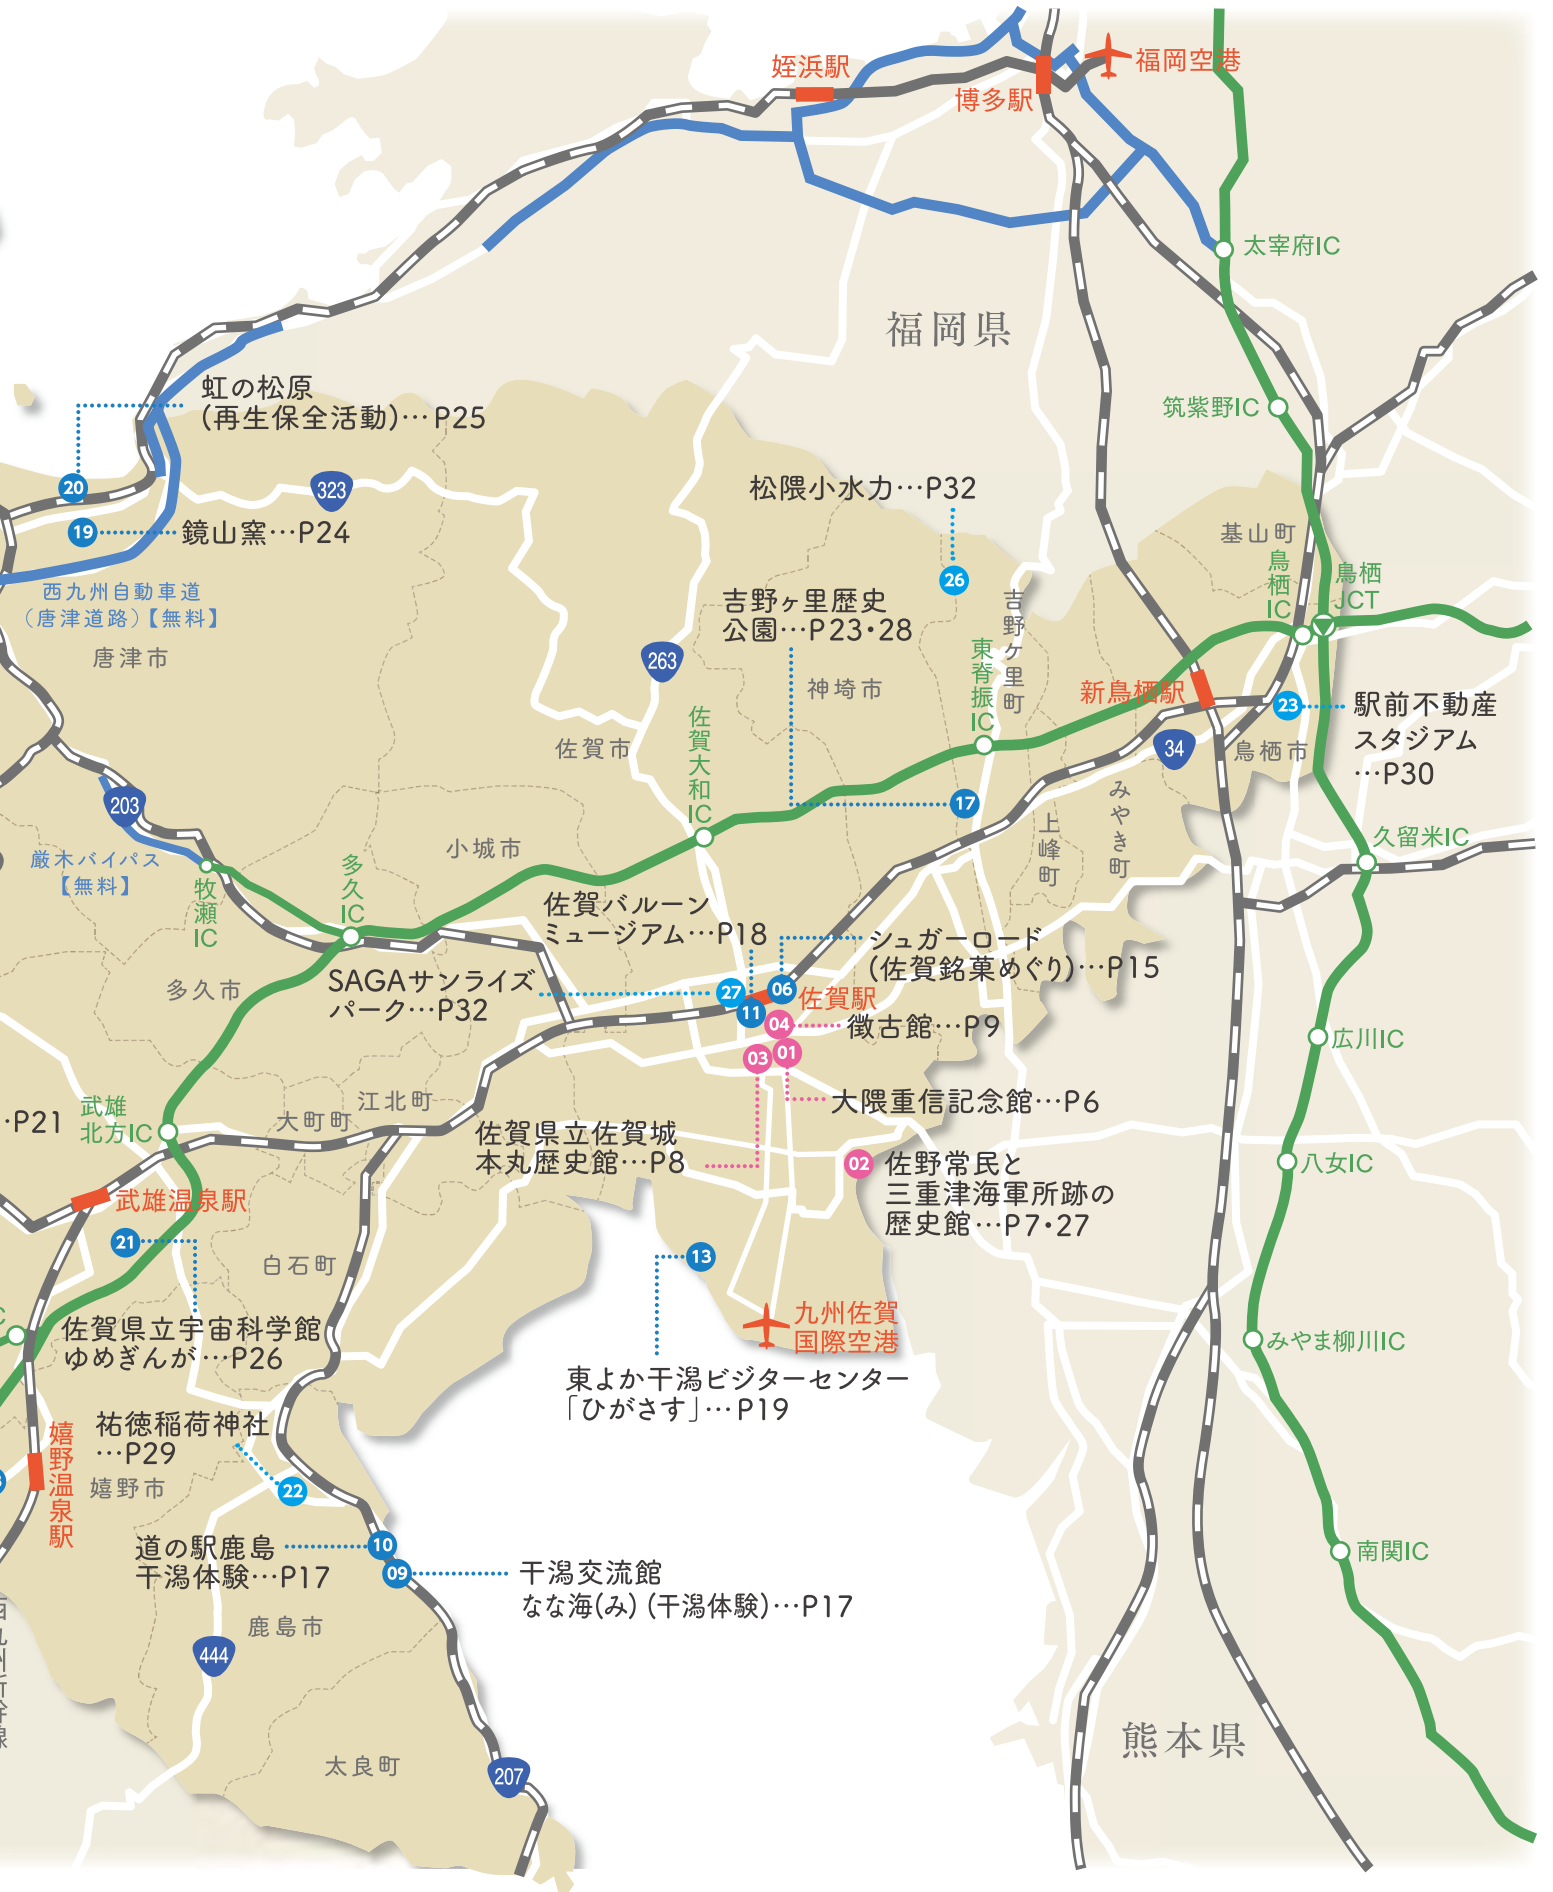 姪浜駅
福岡空港
博多駅
太宰府IC
福岡県
虹の松原
(再生保全活動)…P25
筑紫野IC
20
323
松隈小水力…P32
19
鏡山窯…P24
基山町
鳥栖IC
鳥栖
JCT
26
西九州自動車道
(唐津道路)【無料】
吉野ヶ里歴史
公園…P23・28
吉野ヶ里町
唐津市
263
神埼市
東脊振IC
新鳥栖駅
23
駅前不動産
スタジアム
…P30
佐賀市
佐賀大和IC
34
鳥栖市
203
17
みやき町
上峰町
久留米IC
厳木バイパス
【無料】
牧瀬IC
多久IC
小城市
佐賀バルーン
ミュージアム…P18
シュガーロード
(佐賀銘菓めぐり)…P15
多久市
SAGAサンライズ
パーク…P32
27
06
佐賀駅
11
04
徴古館…P9
03
01
広川IC
大隈重信記念館…P6
…P21
武雄
北方IC
大町町
江北町
佐賀県立佐賀城
本丸歴史館…P8
02
佐野常民と
三重津海軍所跡の
歴史館…P7・27
八女IC
武雄温泉駅
21
白石町
13
佐賀県立宇宙科学館
ゆめぎんが…P26
九州佐賀
国際空港
みやま柳川IC
東よか干潟ビジターセンター
「ひがさす」…P19
祐徳稲荷神社
…P29
嬉野温泉駅
嬉野市
22
道の駅鹿島
干潟体験…P17
10
09
干潟交流館
なな海(み)(干潟体験)…P17
南関IC
鹿島市
444
太良町
207
熊本県